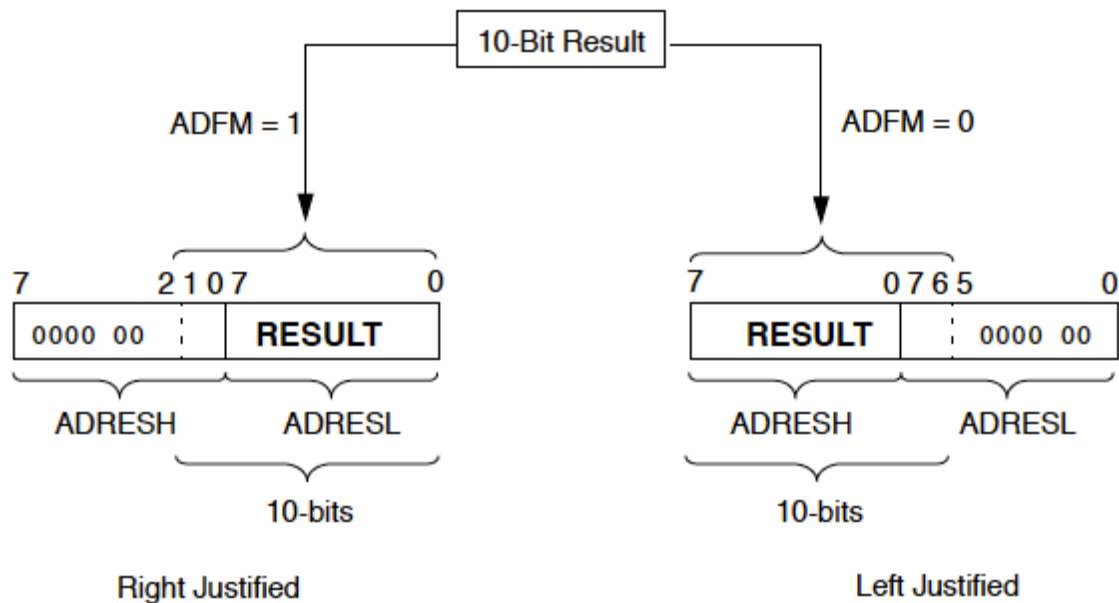 10-Bit Result
ADFM = 1
ADFM = 0
7 2 1 0 7 0
7 0 7 6 5 0
0000 00 RESULT
RESULT 0000 00
ADRESH ADRESL
ADRESH ADRESL
10-bits
10-bits
Right Justified
Left Justified